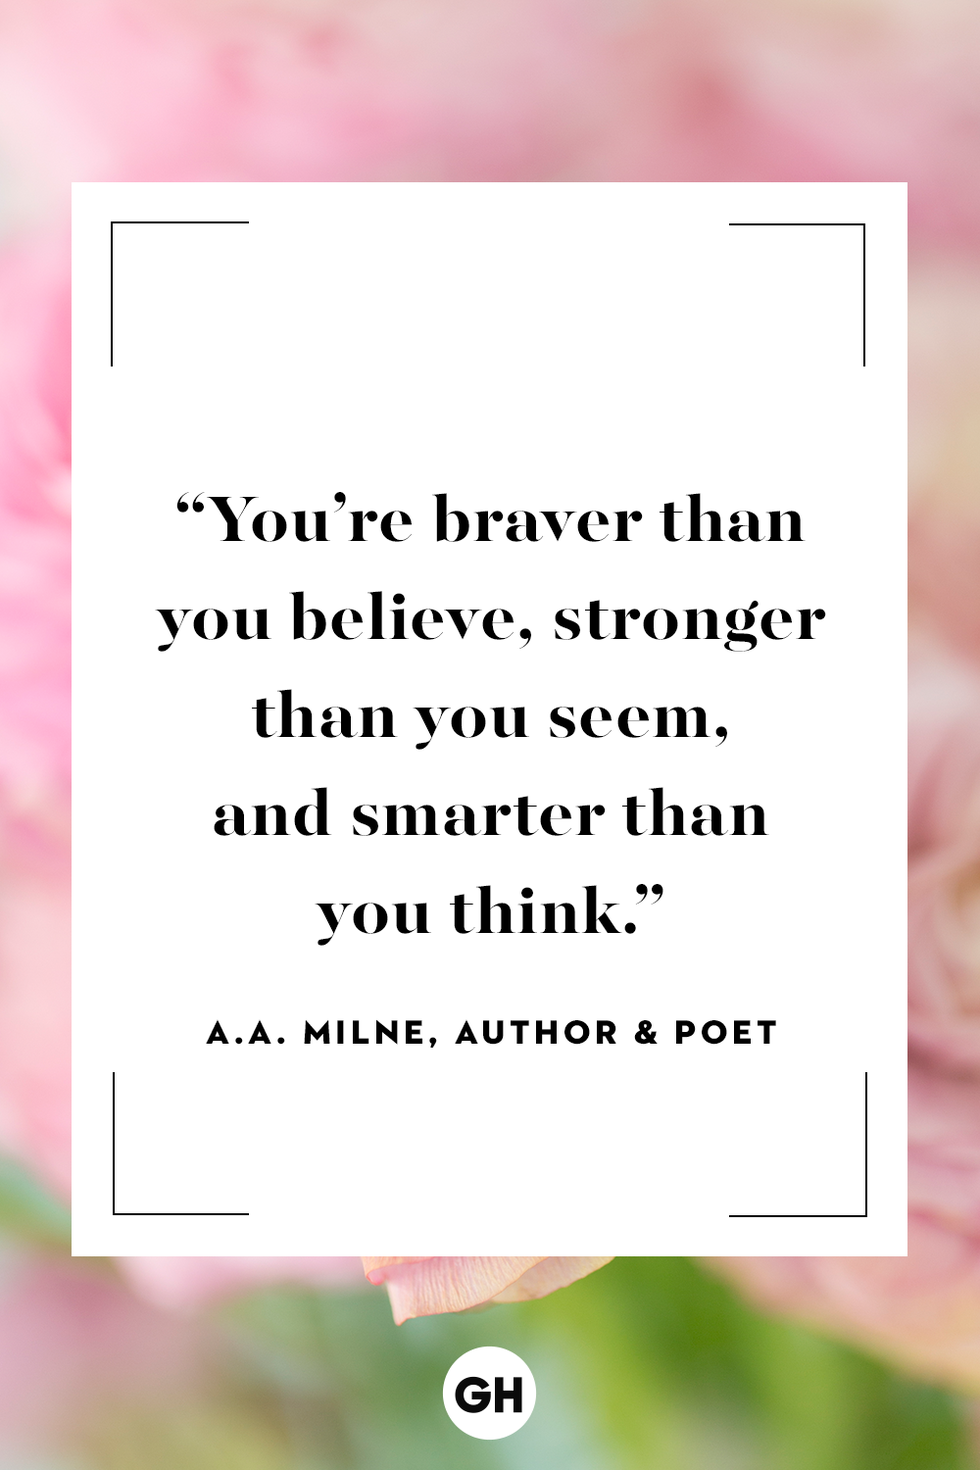 “You’re braver than
you believe, stronger
than you seem,
and smarter than
you think.”
A.A. MILNE, AUTHOR & POET
GH